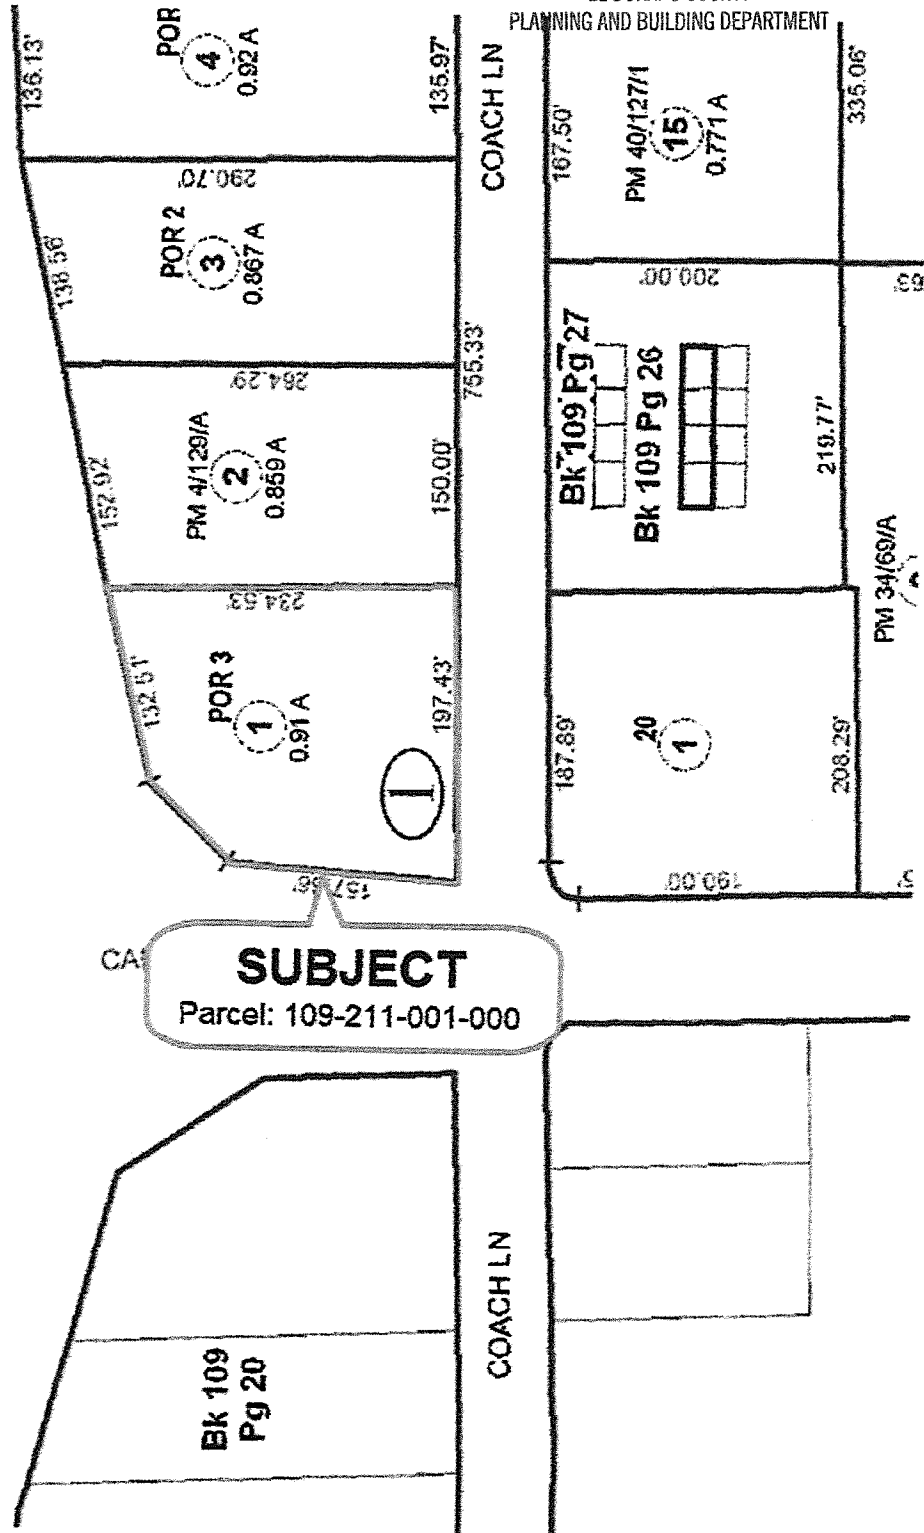 PLANNING AND BUILDING DEPARTMENT
136.13'
POR
4
0.92 A
135.97'
290.70'
138.56'
POR 2
3
0.867 A
755.33'
264.29'
152.92'
PM 4/129/A
2
0.859 A
150.00'
234.53'
132.51'
POR 3
1
0.91 A
197.43'
1
COACH LN
167.50'
PM 40/127/1
15
0.771 A
335.06'
200.00'
Bk 109 Pg 27
Bk 109 Pg 26
219.77'
PM 34/69/A
187.89'
20
1
208.29'
190.00'
SUBJECT
Parcel: 109-211-001-000
COACH LN
Bk 109
Pg 20